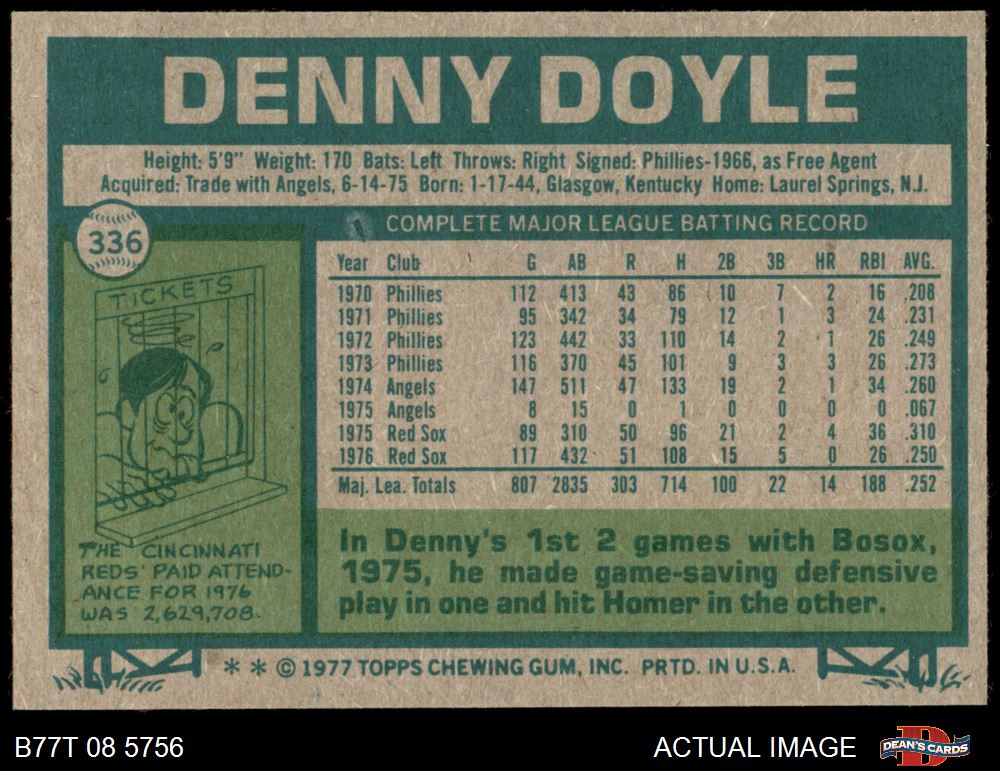 DENNY DOYLE
Height: 5'9" Weight: 170 Bats: Left Throws: Right Signed: Phillies-1966, as Free Agent
Acquired: Trade with Angels, 6-14-75 Born: 1-17-44, Glasgow, Kentucky Home: Laurel Springs, N.J.
336
COMPLETE MAJOR LEAGUE BATTING RECORD
Year Club G AB R H 2B 3B HR RBI AVG.
1970 Phillies 112 413 43 86 10 7 2 16 .208
1971 Phillies 95 342 34 79 12 1 3 24 .231
1972 Phillies 123 442 33 110 14 2 1 26 .249
1973 Phillies 116 370 45 101 9 3 3 26 .273
1974 Angels 147 511 47 133 19 2 1 34 .260
1975 Angels 8 15 0 1 0 0 0 0 .067
1975 Red Sox 89 310 50 96 21 2 4 36 .310
1976 Red Sox 117 432 51 108 15 5 0 26 .250
Maj. Lea. Totals 807 2835 303 714 100 22 14 188 .252
TICKETS
THE CINCINNATI
REDS' PAID ATTEND-
ANCE FOR 1976
WAS 2,629,708.
In Denny's 1st 2 games with Bosox,
1975, he made game-saving defensive
play in one and hit Homer in the other.
** © 1977 TOPPS CHEWING GUM, INC. PRTD. IN U.S.A.
B77T 08 5756
ACTUAL IMAGE
DEAN'S CARDS